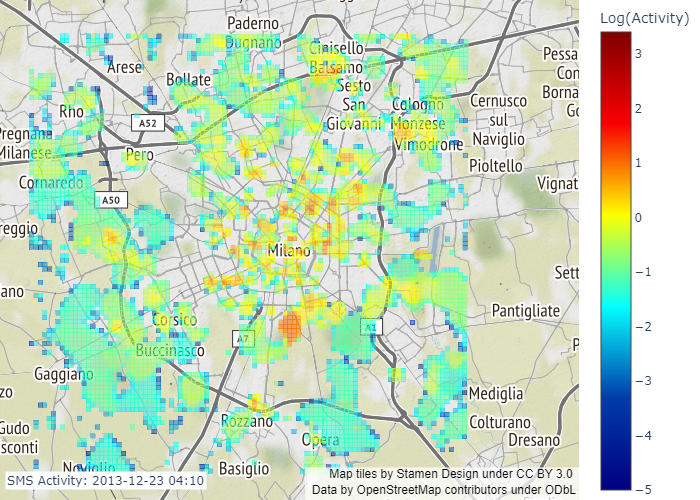 Log(Activity)
Paderno
Dugnano
Cinisello
Balsamo
Arese
Bollate
Sesto
San
Giovanni
Cologno
Monzese
Cernusco
sul
Naviglio
Pessa
Con
Borna
Go
Rho
A52
Pregnana
Milanese
Pero
Vimodrone
Pioltello
Cornaredo
Vignat
A50
reggio
Milano
Sett
ano
Corsico
Pantigliate
A7
A1
Buccinasco
P
Gaggiano
zo
Mediglia
Rozzano
Colturano
Gudo
sconti
Opera
Dresano
Noviglio
Basiglio
SMS Activity: 2013-12-23 04:10
Map tiles by Stamen Design under CC BY 3.0
Data by OpenStreetMap contributors under ODbL
3
2
1
0
−1
−2
−3
−4
−5